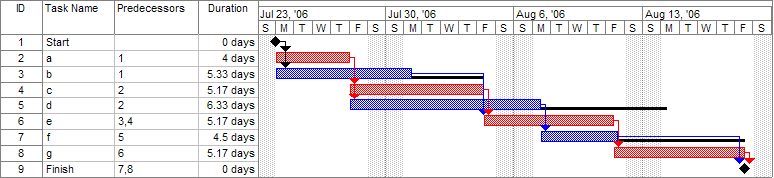 ID Task Name Predecessors Duration Jul 23, '06 Jul 30, '06 Aug 6, '06 Aug 13, '06
S M T W T F S S M T W T F S S M T W T F S S M T W T F S
1 Start 0 days
2 a 1 4 days
3 b 1 5.33 days
4 c 2 5.17 days
5 d 2 6.33 days
6 e 3,4 5.17 days
7 f 5 4.5 days
8 g 6 5.17 days
9 Finish 7,8 0 days